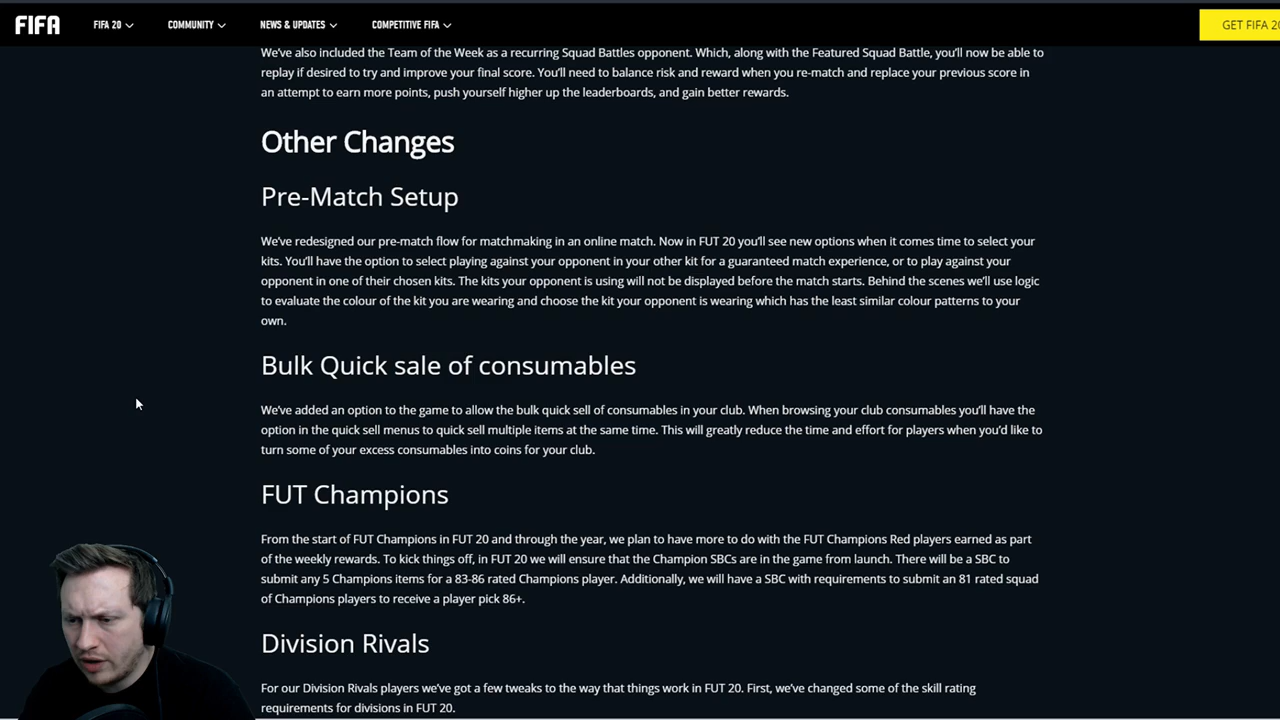 FIFA
FIFA 20
COMMUNITY
NEWS & UPDATES
COMPETITIVE FIFA
GET FIFA 20
We've also included the Team of the Week as a recurring Squad Battles opponent. Which, along with the Featured Squad Battle, you'll now be able to
replay if desired to try and improve your final score. You'll need to balance risk and reward when you re-match and replace your previous score in
an attempt to earn more points, push yourself higher up the leaderboards, and gain better rewards.
Other Changes
Pre-Match Setup
We've redesigned our pre-match flow for matchmaking in an online match. Now in FUT 20 you'll see new options when it comes time to select your
kits. You'll have the option to select playing against your opponent in your other kit for a guaranteed match experience, or to play against your
opponent in one of their chosen kits. The kits your opponent is using will not be displayed before the match starts. Behind the scenes we'll use logic
to evaluate the colour of the kit you are wearing and choose the kit your opponent is wearing which has the least similar colour patterns to your
own.
Bulk Quick sale of consumables
We've added an option to the game to allow the bulk quick sell of consumables in your club. When browsing your club consumables you'll have the
option in the quick sell menus to quick sell multiple items at the same time. This will greatly reduce the time and effort for players when you'd like to
turn some of your excess consumables into coins for your club.
FUT Champions
From the start of FUT Champions in FUT 20 and through the year, we plan to have more to do with the FUT Champions Red players earned as part
of the weekly rewards. To kick things off, in FUT 20 we will ensure that the Champion SBCs are in the game from launch. There will be a SBC to
submit any 5 Champions items for a 83-86 rated Champions player. Additionally, we will have a SBC with requirements to submit an 81 rated squad
of Champions players to receive a player pick 86+.
Division Rivals
For our Division Rivals players we've got a few tweaks to the way that things work in FUT 20. First, we've changed some of the skill rating
requirements for divisions in FUT 20.